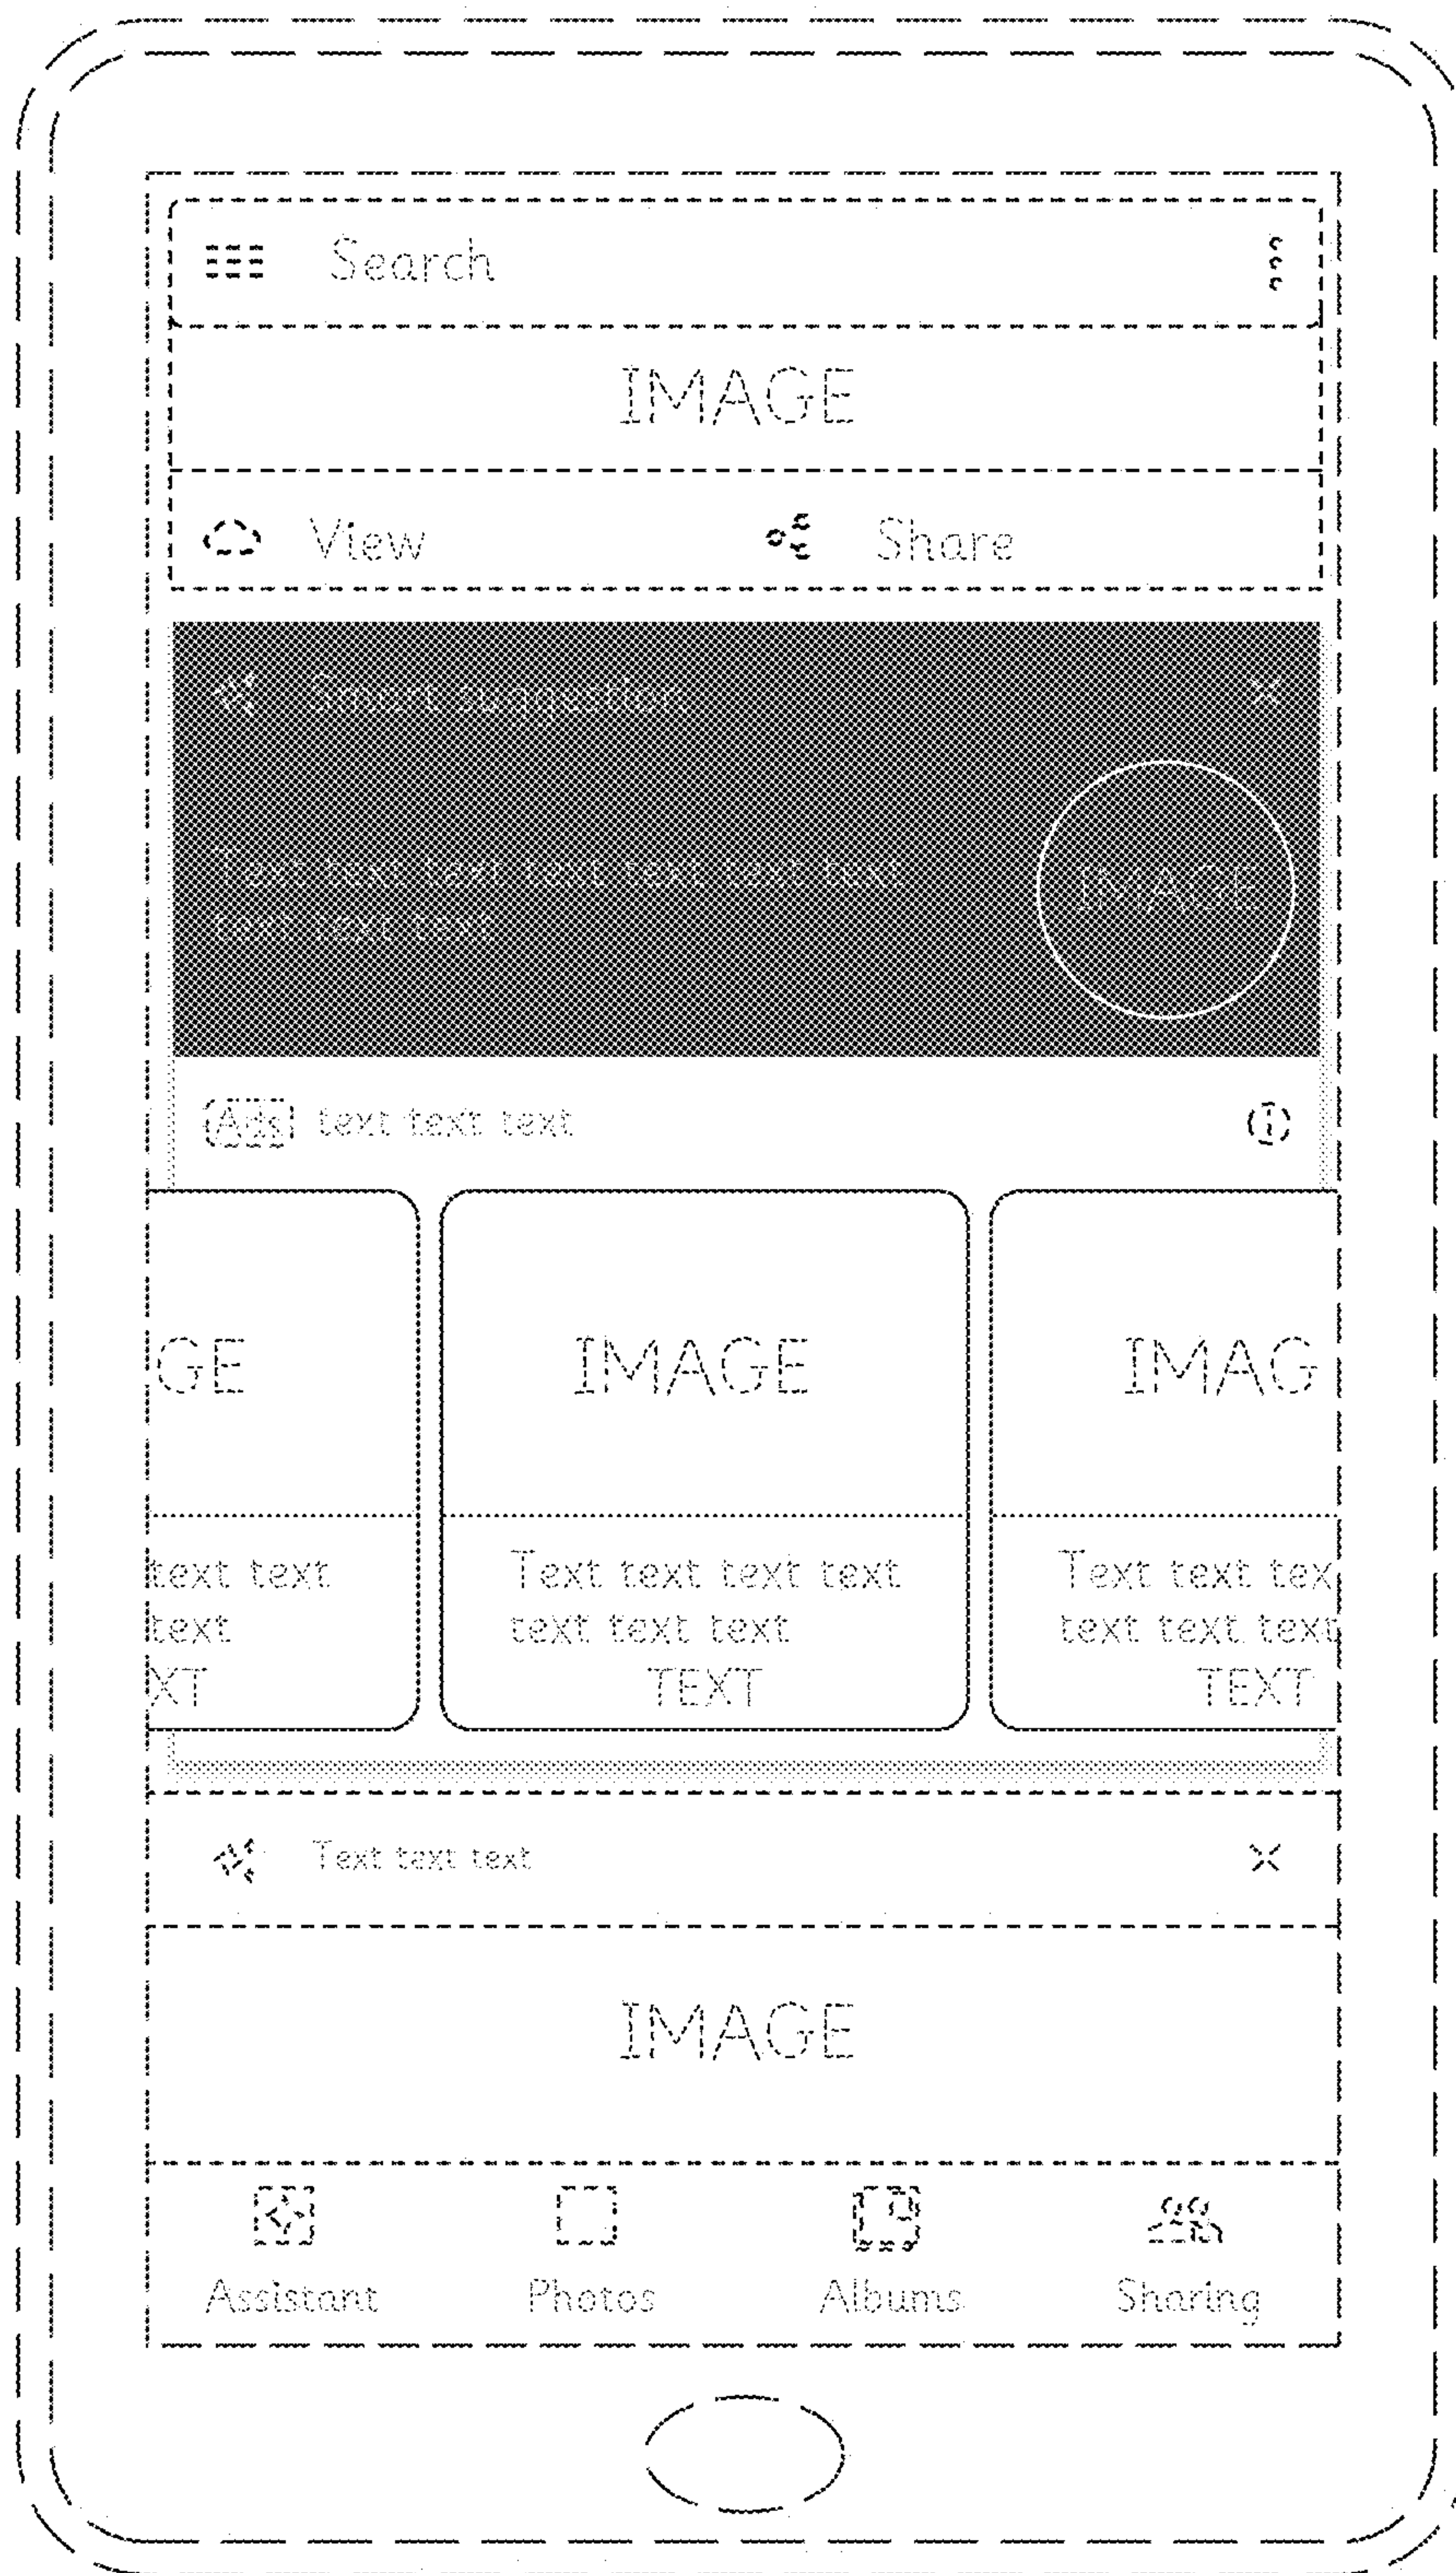 Search
IMAGE
View Share
Smart suggestion
Text text text text text text text
text text text
IMAGE
Ads text text text
GE IMAGE IMAG
text text Text text text text Text text tex
text text text text text text text
XT TEXT TEXT
Text text text
IMAGE
Assistant Photos Albums Sharing